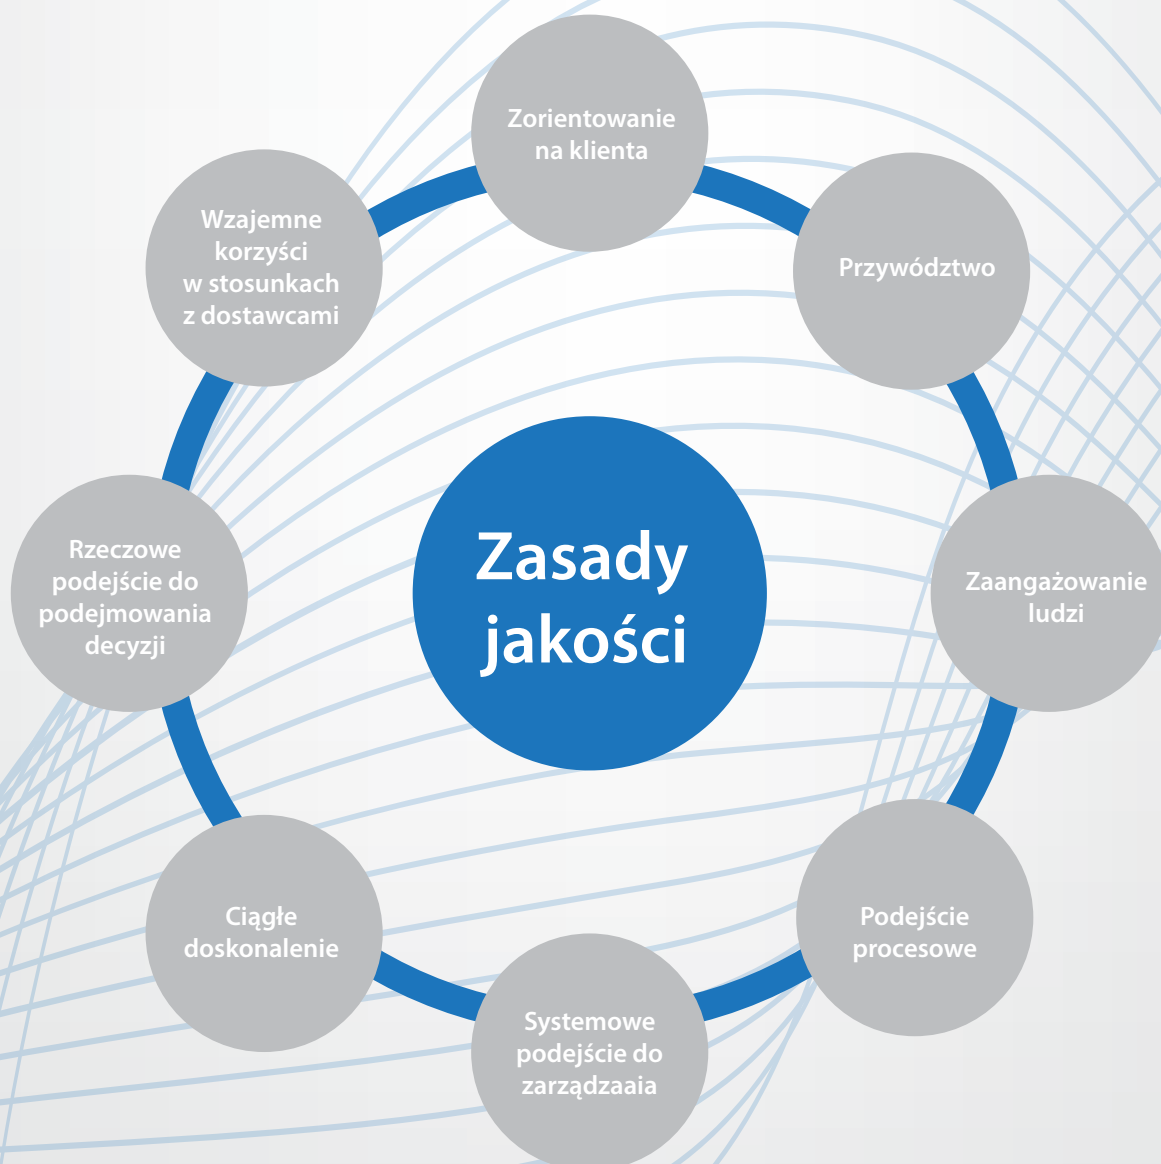 Zorientowanie
na klienta
Przywództwo
Zaangażowanie
ludzi
Podejście
procesowe
Systemowe
podejście do
zarządzaaia
Ciągłe
doskonalenie
Rzeczowe
podejście do
podejmowania
decyzji
Wzajemne
korzyści
w stosunkach
z dostawcami
Zasady
jakości